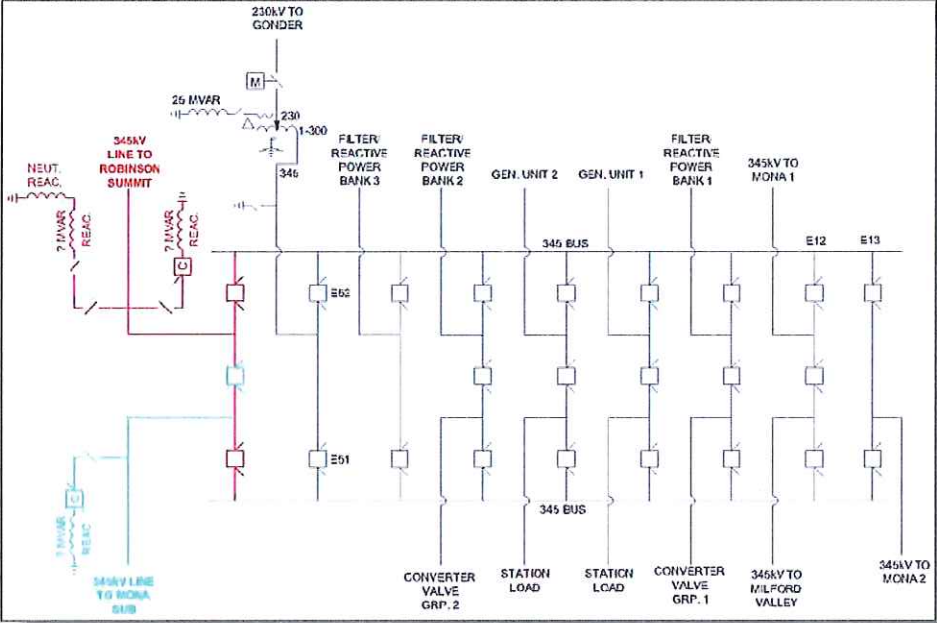 230kV TO
GONDER
M
25 MVAR
230
1-300
345
345kV
LINE TO
ROBINSON
SUMMIT
NEUT.
REAC.
? MVAR
REAC.
? MVAR
REAC.
C
FILTER/
REACTIVE
POWER
BANK 3
FILTER/
REACTIVE
POWER
BANK 2
GEN. UNIT 2
GEN. UNIT 1
FILTER/
REACTIVE
POWER
BANK 1
345kV TO
MONA 1
345 BUS
E12
E13
E52
E51
345 BUS
C
? MVAR
REAC
345kV LINE
TO MONA
SUB
CONVERTER
VALVE
GRP. 2
STATION
LOAD
STATION
LOAD
CONVERTER
VALVE
GRP. 1
345kV TO
MILFORD
VALLEY
345kV TO
MONA 2